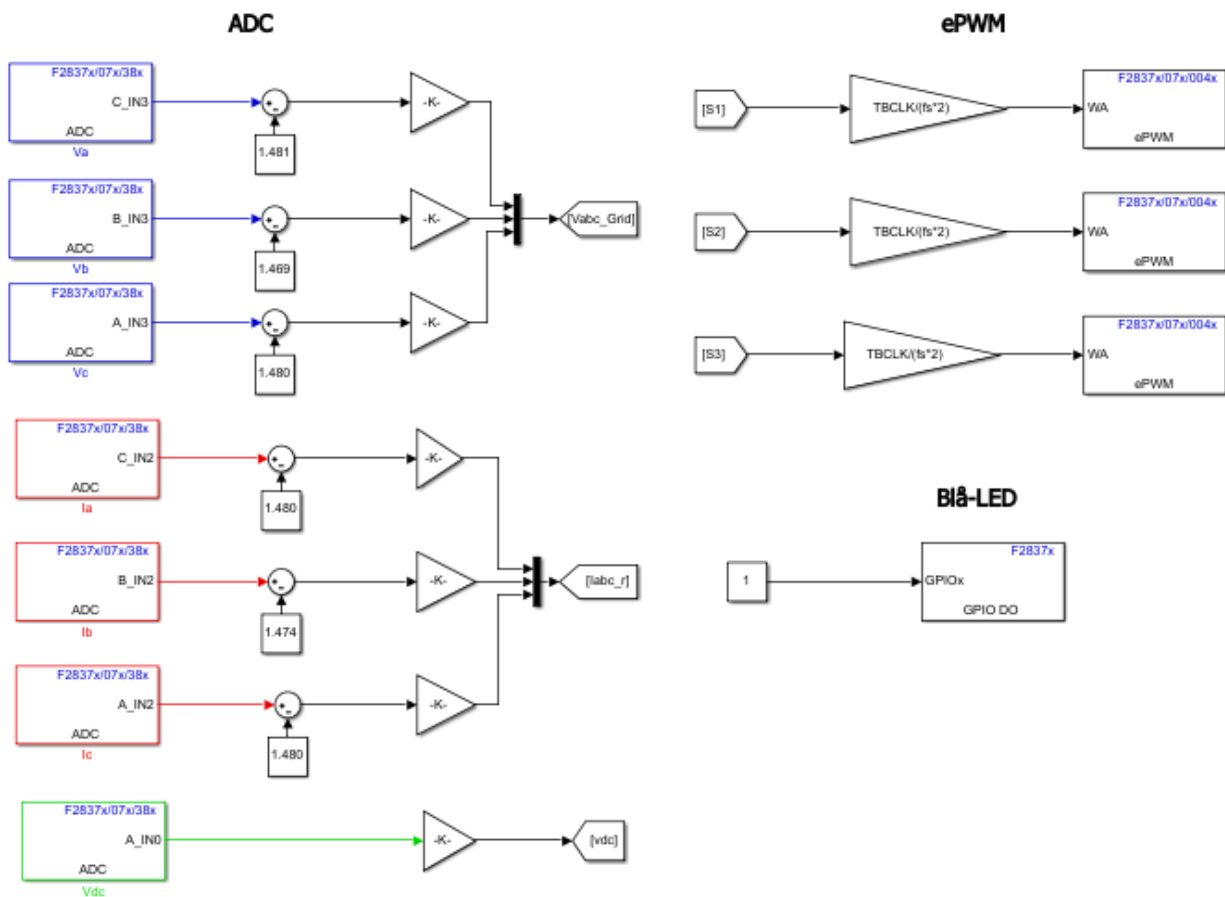 ADC
F2837x/07x/38x
C_IN3
ADC
Va
1.481
-K-
F2837x/07x/38x
B_IN3
ADC
Vb
1.469
-K-
[Vabc_Grid]
F2837x/07x/38x
A_IN3
ADC
Vc
1.480
-K-
F2837x/07x/38x
C_IN2
ADC
Ia
1.480
-K-
F2837x/07x/38x
B_IN2
ADC
Ib
1.474
-K-
[Iabc_r]
F2837x/07x/38x
A_IN2
ADC
Ic
1.480
-K-
F2837x/07x/38x
A_IN0
ADC
Vdc
-K-
[vdc]
ePWM
[S1]
TBCLK/(fs*2)
F2837x/07x/004x
WA
ePWM
[S2]
TBCLK/(fs*2)
F2837x/07x/004x
WA
ePWM
[S3]
TBCLK/(fs*2)
F2837x/07x/004x
WA
ePWM
Blå-LED
1
F2837x
GPIOx
GPIO DO